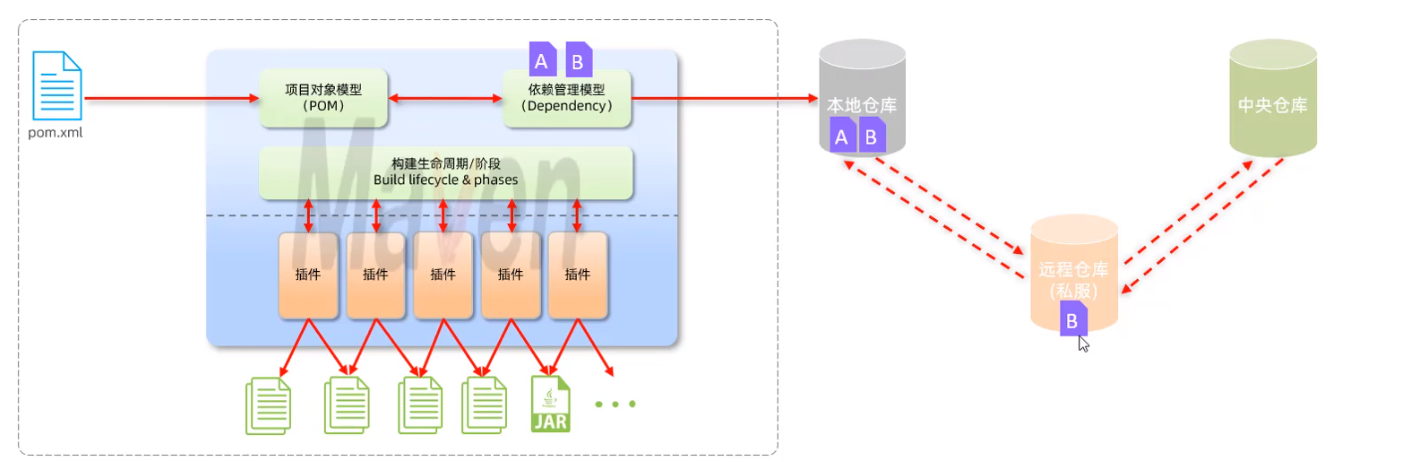 pom.xml
项目对象模型
（POM）
A
B
依赖管理模型
（Dependency）
构建生命周期/阶段
Build lifecycle & phases
Maven
插件
插件
插件
插件
插件
JAR
本地仓库
A
B
中央仓库
远程仓库
(私服)
B